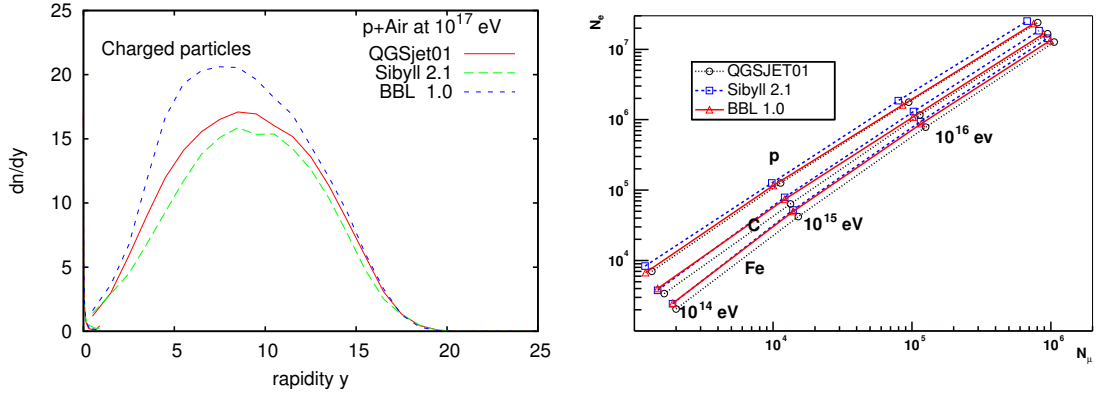 p+Air at 10^17 eV
Charged particles
QGSjet01
Sibyll 2.1
BBL 1.0
dn/dy
25
20
15
10
5
0
0
5
10
15
20
25
rapidity y
N_e
10^7
10^6
10^5
10^4
QGSJET01
Sibyll 2.1
BBL 1.0
p
C
Fe
10^16 ev
10^15 eV
10^14 eV
10^4
10^5
10^6
N_μ